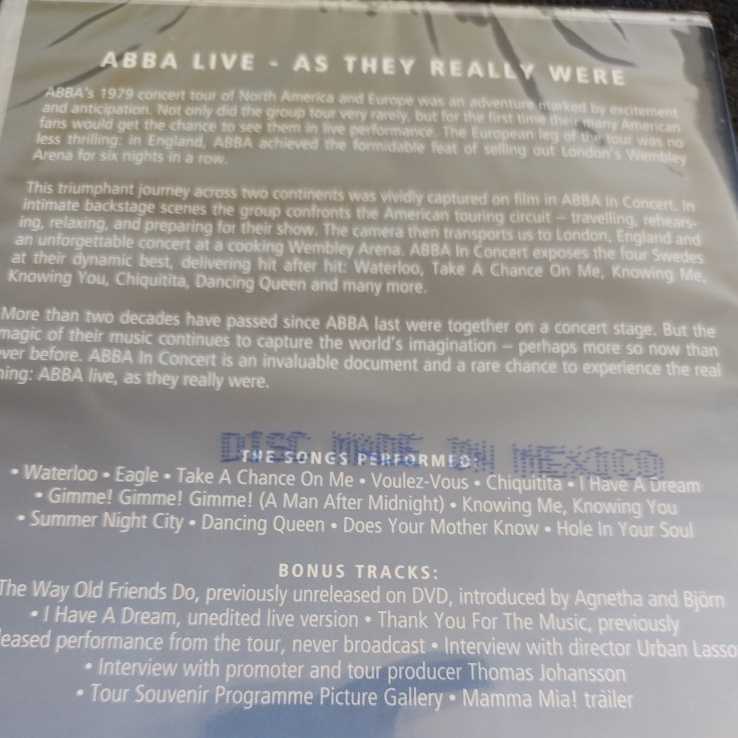 ABBA LIVE - AS THEY REALLY WERE
ABBA's 1979 concert tour of North America and Europe was an adventure marked by excitement
and anticipation. Not only did the group tour very rarely, but for the first time their many American
fans would get the chance to see them in live performance. The European leg of the tour was no
less thrilling: in England, ABBA achieved the formidable feat of selling out London's Wembley
Arena for six nights in a row.
This triumphant journey across two continents was vividly captured on film in ABBA In Concert. In
intimate backstage scenes the group confronts the American touring circuit – travelling, rehears-
ing, relaxing, and preparing for their show. The camera then transports us to London, England and
an unforgettable concert at a cooking Wembley Arena. ABBA In Concert exposes the four Swedes
at their dynamic best, delivering hit after hit: Waterloo, Take A Chance On Me, Knowing Me,
Knowing You, Chiquitita, Dancing Queen and many more.
More than two decades have passed since ABBA last were together on a concert stage. But the
magic of their music continues to capture the world's imagination – perhaps more so now than
ever before. ABBA In Concert is an invaluable document and a rare chance to experience the real
hing: ABBA live, as they really were.
DISC MADE IN MEXICO
THE SONGS PERFORMED:
• Waterloo • Eagle • Take A Chance On Me • Voulez-Vous • Chiquitita • I Have A Dream
• Gimme! Gimme! Gimme! (A Man After Midnight) • Knowing Me, Knowing You
• Summer Night City • Dancing Queen • Does Your Mother Know • Hole In Your Soul
BONUS TRACKS:
The Way Old Friends Do, previously unreleased on DVD, introduced by Agnetha and Björn
• I Have A Dream, unedited live version • Thank You For The Music, previously
leased performance from the tour, never broadcast • Interview with director Urban Lasso
• Interview with promoter and tour producer Thomas Johansson
• Tour Souvenir Programme Picture Gallery • Mamma Mia! trailer